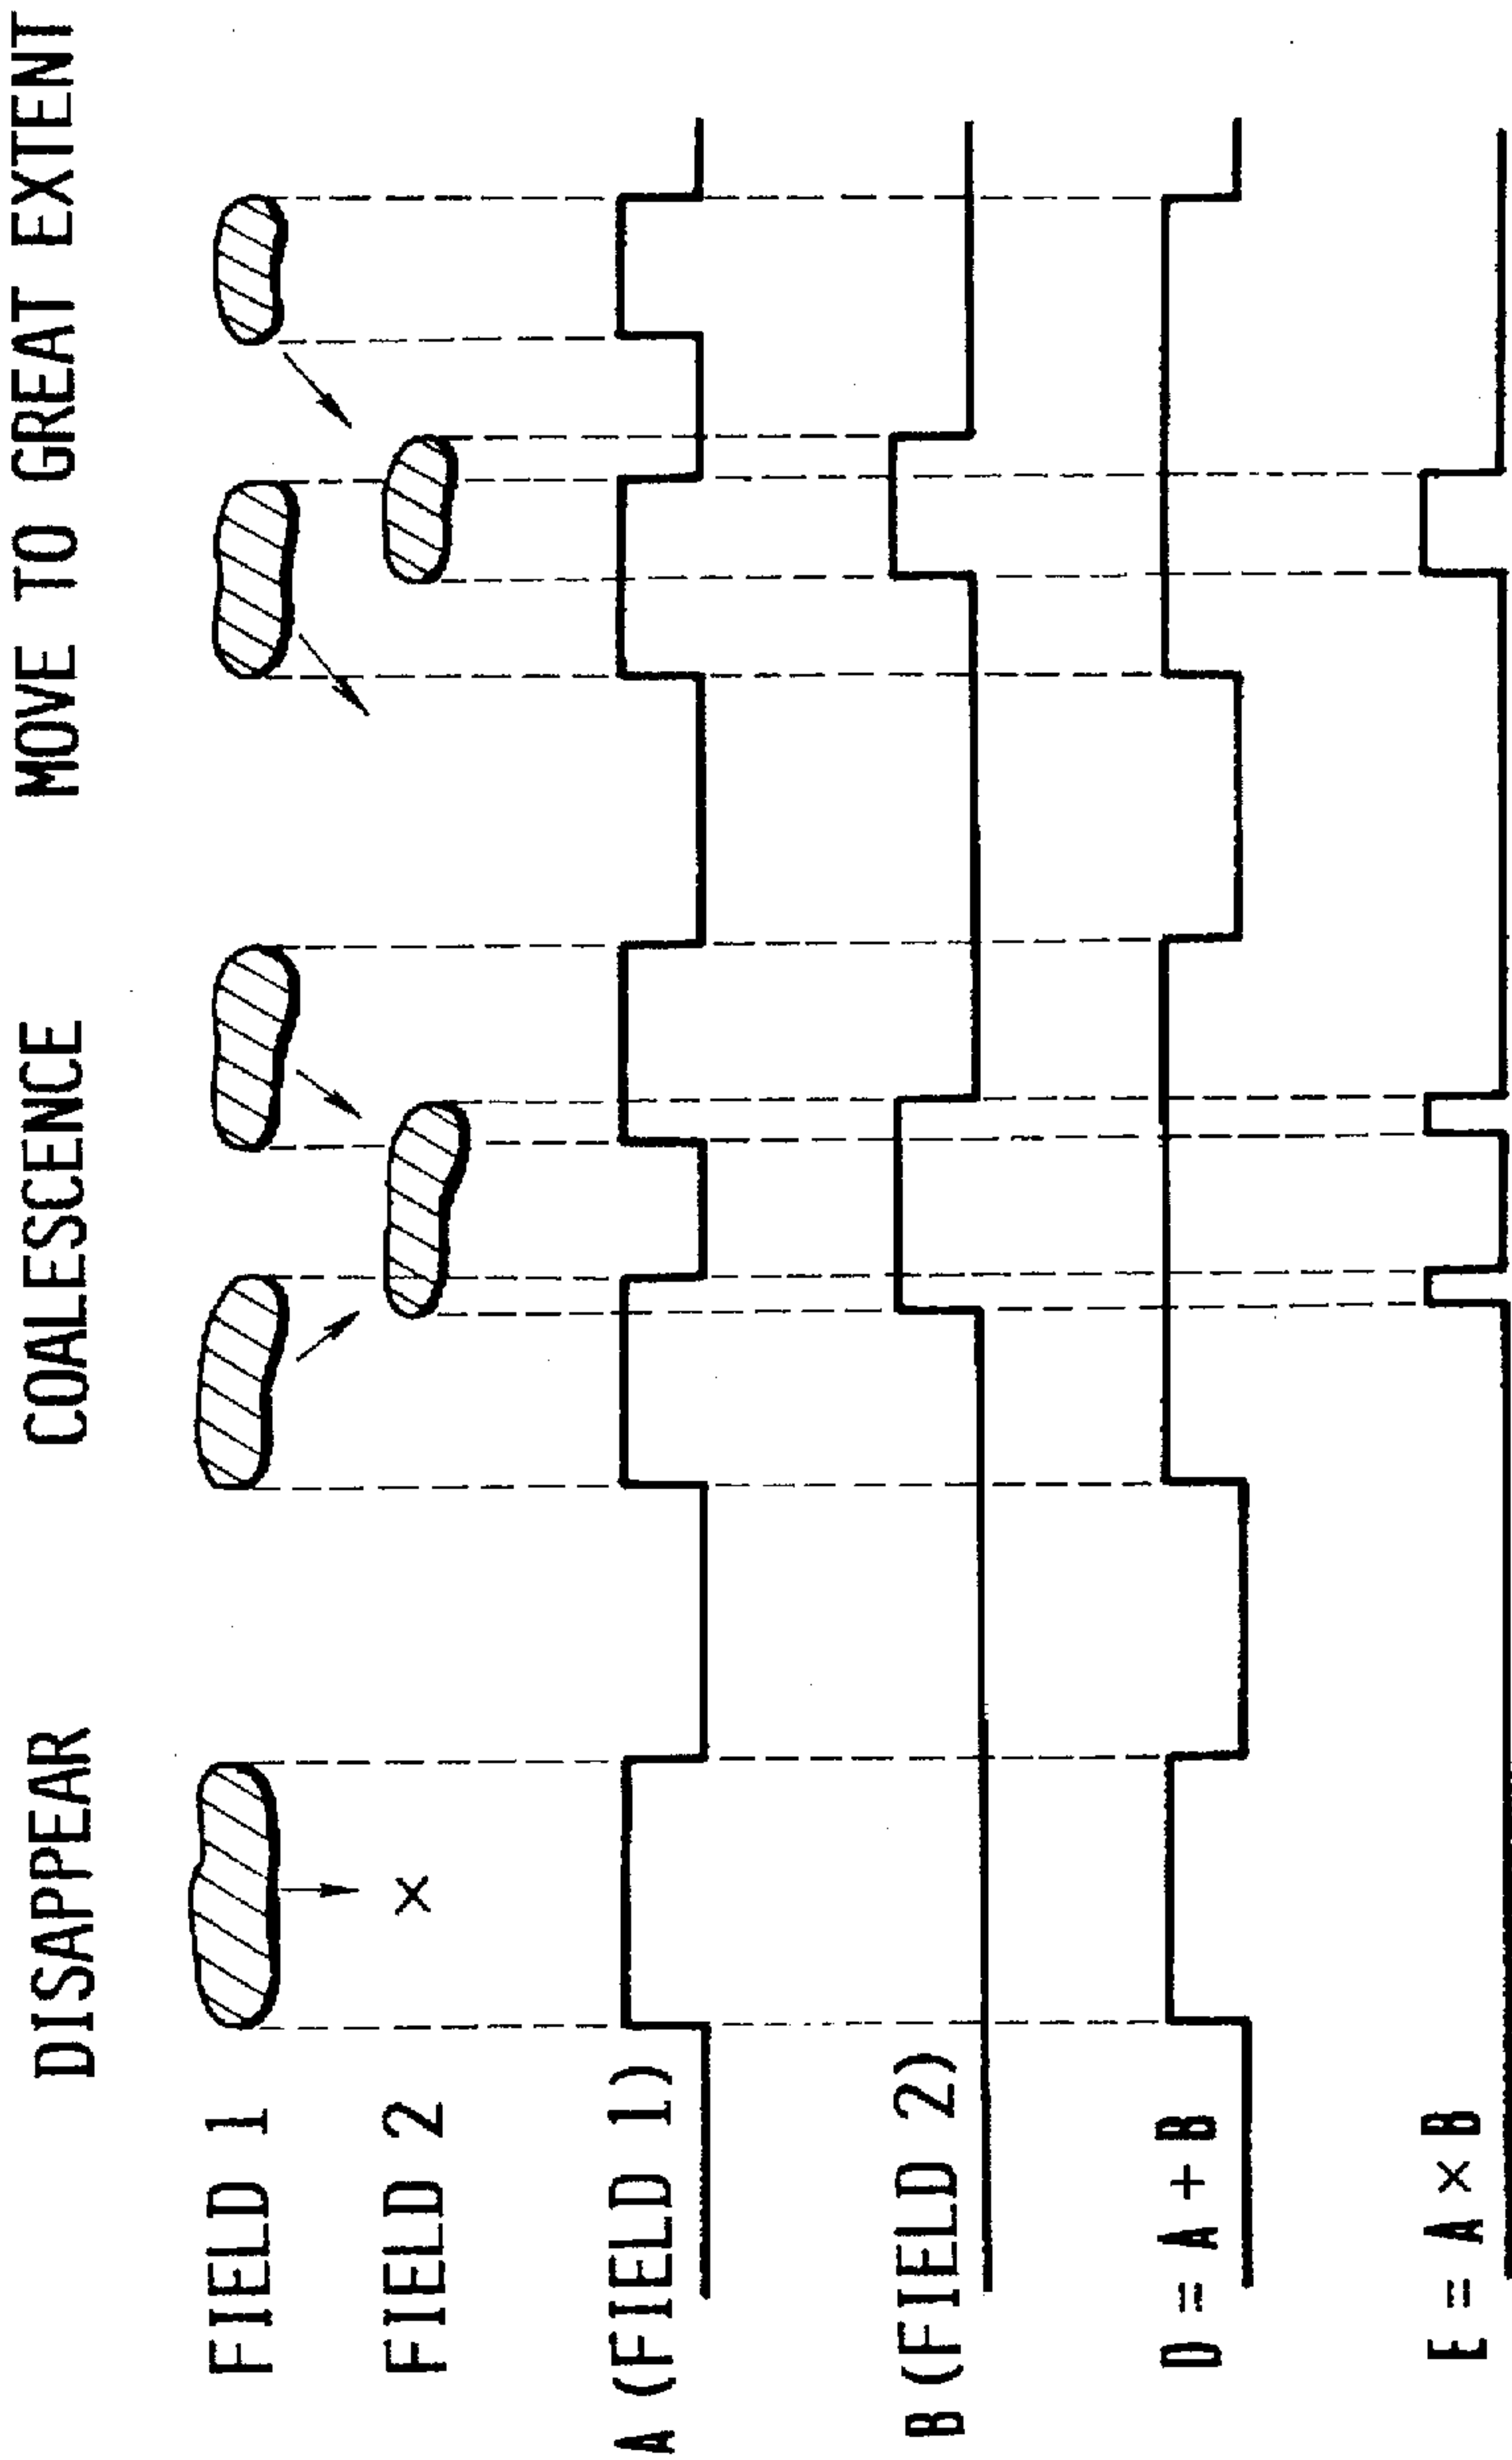 DISAPPEAR COALESCENCE MOVE TO GREAT EXTENT
FIELD 1
FIELD 2
×
A (FIELD 1)
B (FIELD 2)
D = A + B
E = A × B